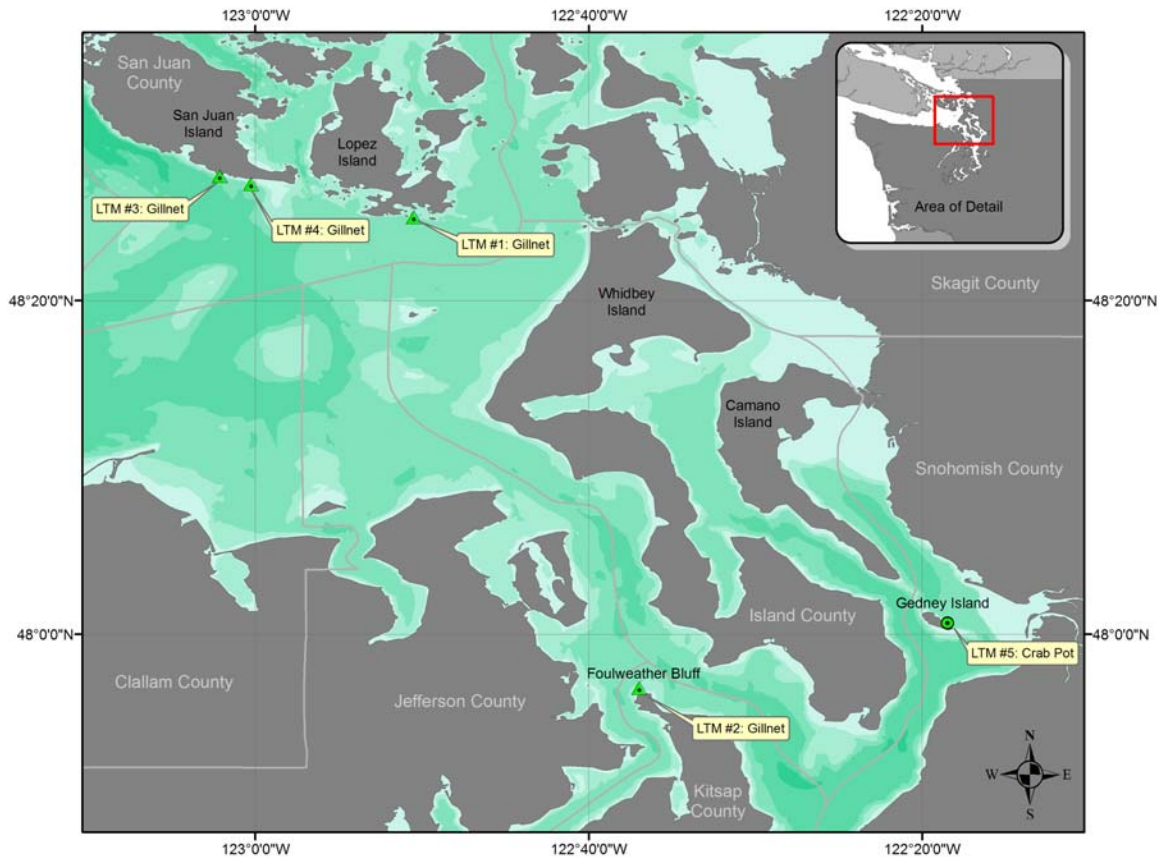 123°0'0"W
122°40'0"W
122°20'0"W
San Juan
County
San Juan
Island
Lopez
Island
LTM #3: Gillnet
LTM #4: Gillnet
LTM #1: Gillnet
Area of Detail
48°20'0"N
48°20'0"N
Whidbey
Island
Skagit County
Camano
Island
Snohomish County
Gedney Island
Island County
48°0'0"N
48°0'0"N
LTM #5: Crab Pot
Foulweather Bluff
Clallam County
Jefferson County
LTM #2: Gillnet
Kitsap
County
N
W
E
S
123°0'0"W
122°40'0"W
122°20'0"W